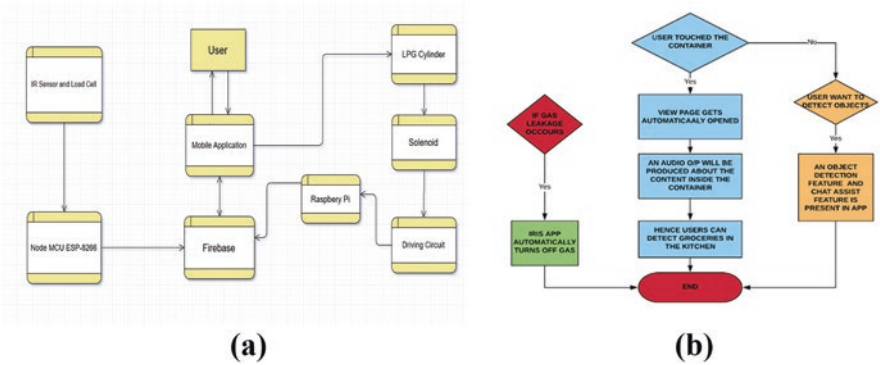 IR Sensor and Load Cell
User
LPG Cylinder
Mobile Application
Solenoid
Raspbery Pi
Node MCU ESP-8266
Firebase
Driving Circuit
(a)
USER TOUCHED THE
CONTAINER
No
Yes
IF GAS
LEAKAGE
OCCOURS
VIEW PAGE GETS
AUTOMATICAALY OPENED
USER WANT TO
DETECT OBJECTS
Yes
AN AUDIO O/P WILL BE
PRODUCED ABOUT THE
CONTENT INSIDE THE
CONTAINER
AN OBJECT
DETECTION
FEATURE AND
CHAT ASSIST
FEATURE IS
PRESENT IN APP
Yes
IRIS APP
AUTOMATICALLY
TURNS OFF GAS
HENCE USERS CAN
DETECT GROCERIES IN
THE KITCHEN
END
(b)